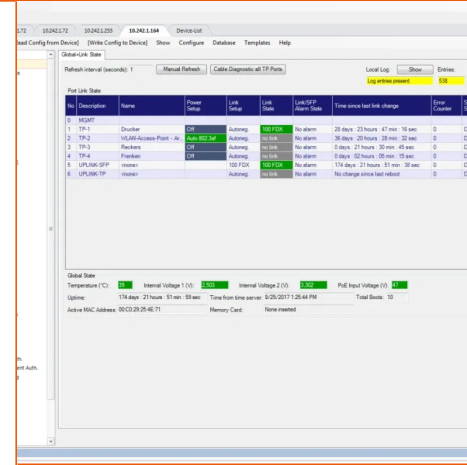 1.72 10.242.1.72 10.242.1.255 10.242.1.164 Device-List
ead Config from Device] [Write Config to Device] Show Configure Database Templates Help
Global+Link State
Refresh interval (seconds): 1 Manual Refresh Cable Diagnostic all TP Ports Local Log: Show Entries:
Log entries present 538
Port Link State
No Description Name Power Setup Link Setup Link State Link/SFP Alarm State Time since last link change Error Counter
0 MGMT
1 TP-1 Drucker Off Autoneg. 100 FDX No alarm 28 days : 23 hours : 47 min : 16 sec 0
2 TP-2 WLAN-Access-Point - Ar... Auto 802.3af Autoneg. no link No alarm 36 days : 20 hours : 28 min : 32 sec 0
3 TP-3 Reckers Off Autoneg. no link No alarm 0 days : 21 hours : 30 min : 45 sec 0
4 TP-4 Frenken Off Autoneg. no link No alarm 0 days : 02 hours : 05 min : 15 sec 0
5 UPLINK-SFP <none> 100 FDX 100 FDX No alarm 174 days : 21 hours : 51 min : 38 sec 0
6 UPLINK-TP <none> Autoneg. no link No alarm No change since last reboot 0
Global State
Temperature (°C): 39 Internal Voltage 1 (V): 2,503 Internal Voltage 2 (V): 3,302 PoE Input Voltage (V): 47
Uptime: 174 days : 21 hours : 51 min : 59 sec Time from time server: 8/25/2017 1:25:44 PM Total Boots: 10
Active MAC Address: 00:C0:29:25:4E:71 Memory Card: None inserted
th.
ent Auth.